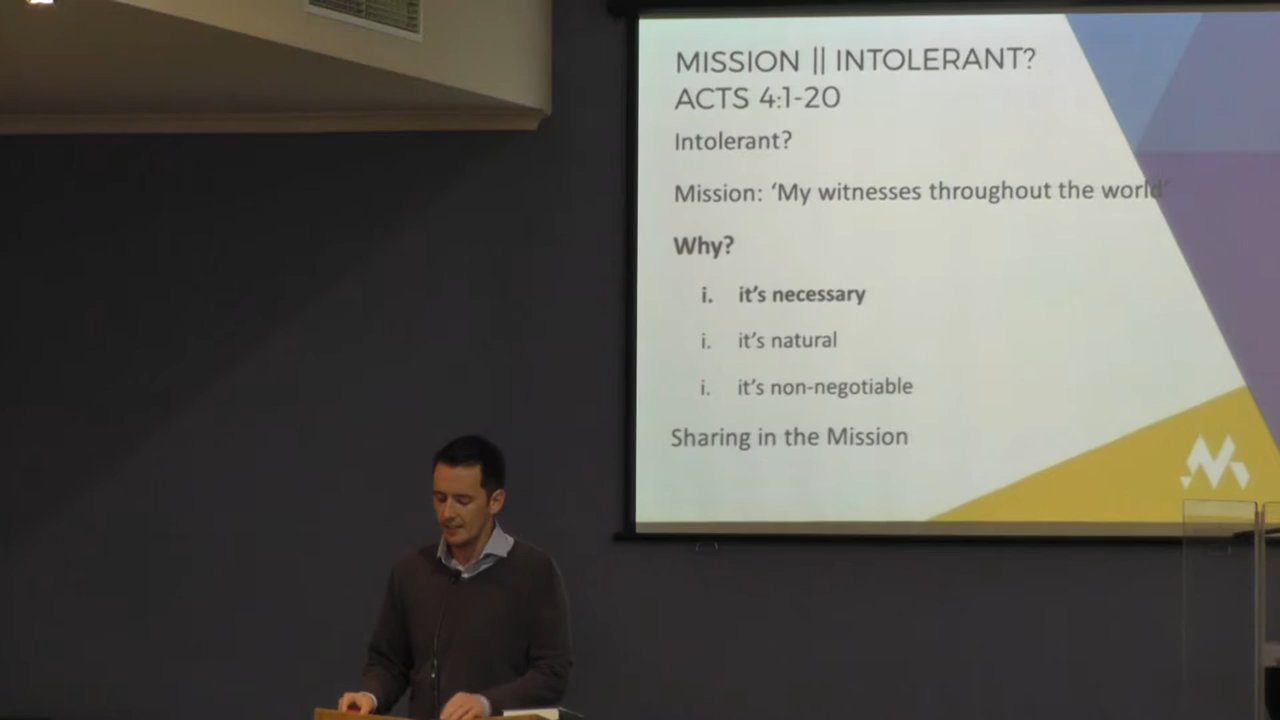 MISSION || INTOLERANT?
ACTS 4:1-20
Intolerant?
Mission: ‘My witnesses throughout the world’
Why?
i. it’s necessary
i. it’s natural
i. it’s non-negotiable
Sharing in the Mission